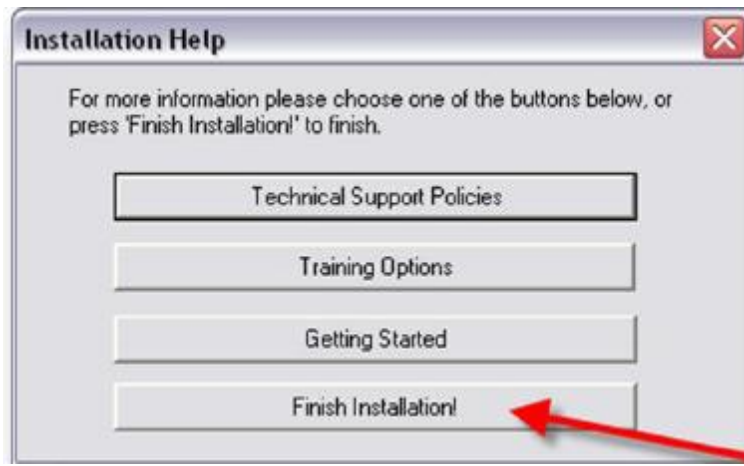 Installation Help
For more information please choose one of the buttons below, or
press 'Finish Installation!' to finish.
Technical Support Policies
Training Options
Getting Started
Finish Installation!